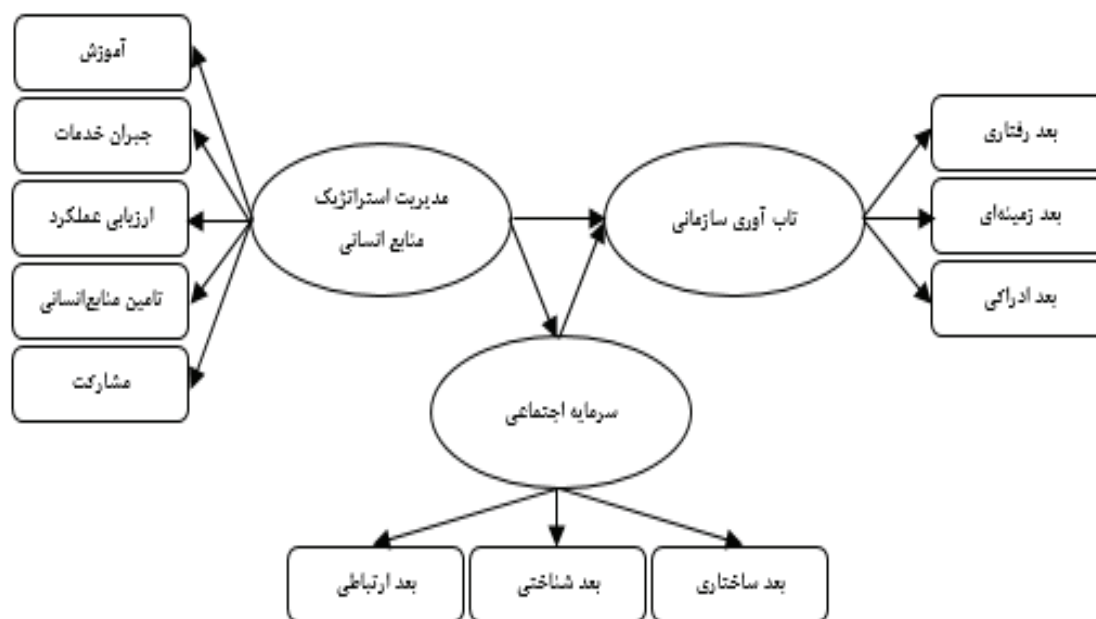 آموزش
جبران خدمات
ارزیابی عملکرد
تامین منابع‌انسانی
مشارکت
مدیریت استراتژیک
منابع انسانی
تاب آوری سازمانی
بعد رفتاری
بعد زمینه‌ای
بعد ادراکی
سرمایه اجتماعی
بعد ساختاری
بعد شناختی
بعد ارتباطی